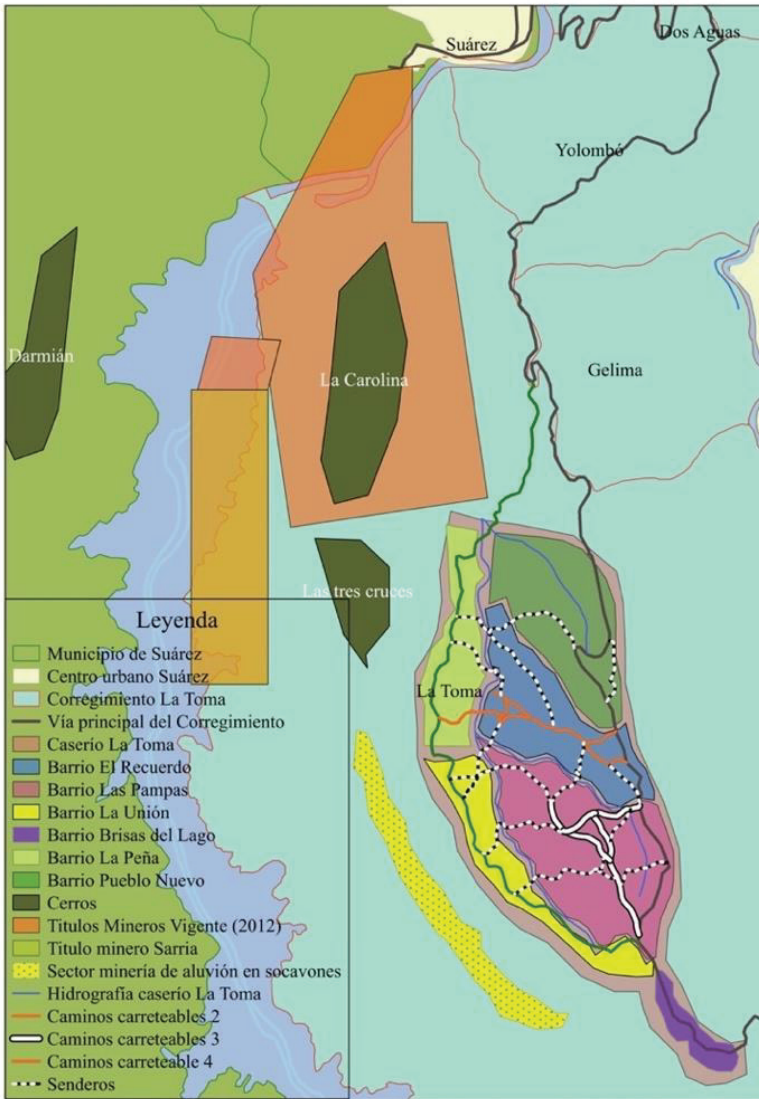 Suárez
Dos Aguas
Yolombó
Darmián
La Carolina
Gelima
Las tres cruces
La Toma
Leyenda
Municipio de Suárez
Centro urbano Suárez
Corregimiento La Toma
Vía principal del Corregimiento
Caserío La Toma
Barrio El Recuerdo
Barrio Las Pampas
Barrio La Unión
Barrio Brisas del Lago
Barrio La Peña
Barrio Pueblo Nuevo
Cerros
Titulos Mineros Vigente (2012)
Titulo minero Sarria
Sector minería de aluvión en socavones
Hidrografía caserío La Toma
Caminos carreteables 2
Caminos carreteables 3
Caminos carreteable 4
Senderos